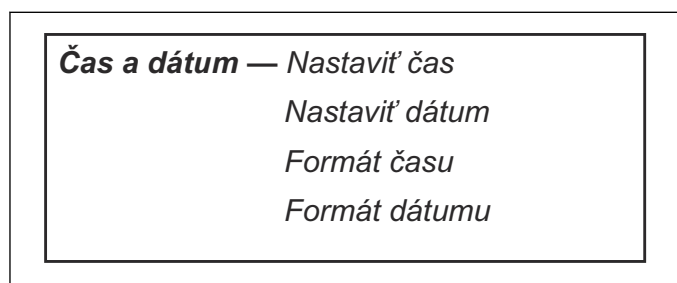 Čas a dátum — Nastaviť čas
Nastaviť dátum
Formát času
Formát dátumu